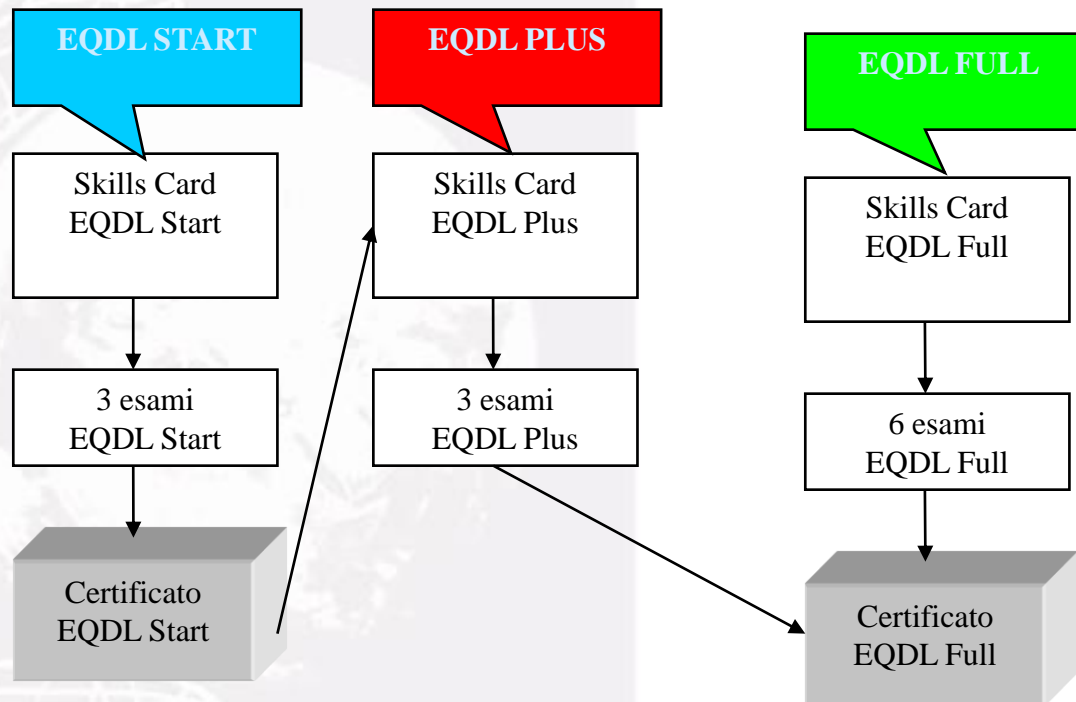 EQDL START
Skills Card
EQDL Start
3 esami
EQDL Start
Certificato
EQDL Start
EQDL PLUS
Skills Card
EQDL Plus
3 esami
EQDL Plus
EQDL FULL
Skills Card
EQDL Full
6 esami
EQDL Full
Certificato
EQDL Full